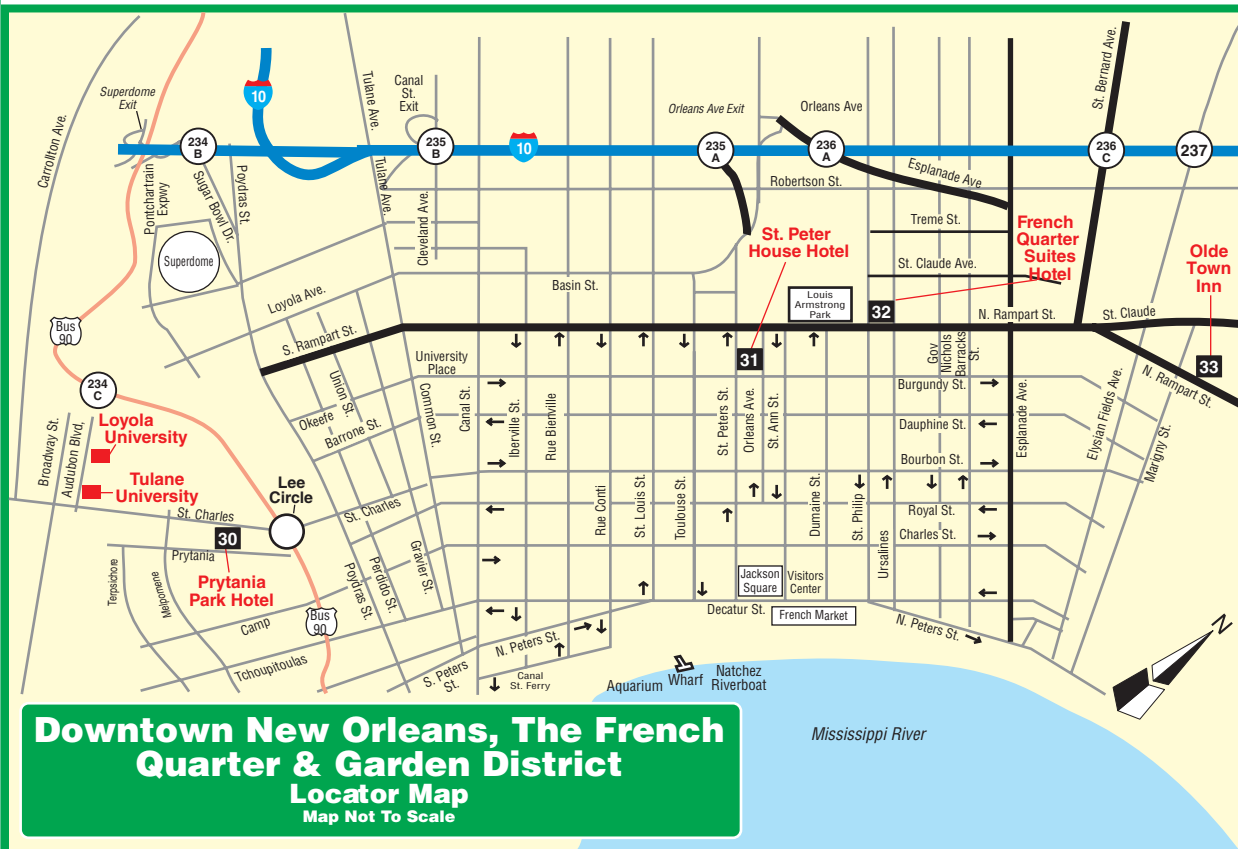 Superdome
Exit
10
Tulane Ave.
Canal
St.
Exit
Orleans Ave Exit
Orleans Ave
St. Bernard Ave.
Carrollton Ave.
234
B
235
B
10
235
A
236
A
236
C
237
Pontchartrain
Expwy
Sugar Bowl Dr.
Poydras St.
Tulane Ave.
Cleveland Ave.
Robertson St.
Esplanade Ave
Treme St.
St. Claude Ave.
French
Quarter
Suites
Hotel
St. Peter
House Hotel
Olde
Town
Inn
Superdome
Basin St.
Louis
Armstrong
Park
32
N. Rampart St.
St. Claude
Loyola Ave.
S. Rampart St.
Bus
90
University
Place
31
Gov
Nichols
Barracks
St.
33
N. Rampart St.
234
C
Union St.
Common St.
Canal St.
Iberville St.
Rue Bienville
St. Peters St.
Orleans Ave.
St. Ann St.
Burgundy St.
Dauphine St.
Bourbon St.
Esplanade Ave.
Elysian Fields Ave.
Marigny St.
Okeefe
Barrone St.
Broadway St.
Audubon Blvd,
Loyola
University
Tulane
University
Lee
Circle
St. Charles
St. Charles
30
Prytania
Prytania
Park Hotel
Terpsichore
Melpomene
Rue Conti
St. Louis St.
Toulouse St.
Dumaine St.
St. Philip
Ursalines
Royal St.
Charles St.
Gravier St.
Perdido St.
Poydras St.
Jackson
Square
Visitors
Center
Decatur St.
French Market
N. Peters St.
Bus
90
Camp
Tchoupitoulas
S. Peters
St.
N. Peters St.
Canal
St. Ferry
Aquarium
Wharf
Natchez
Riverboat
Mississippi River
N
Downtown New Orleans, The French
Quarter & Garden District
Locator Map
Map Not To Scale